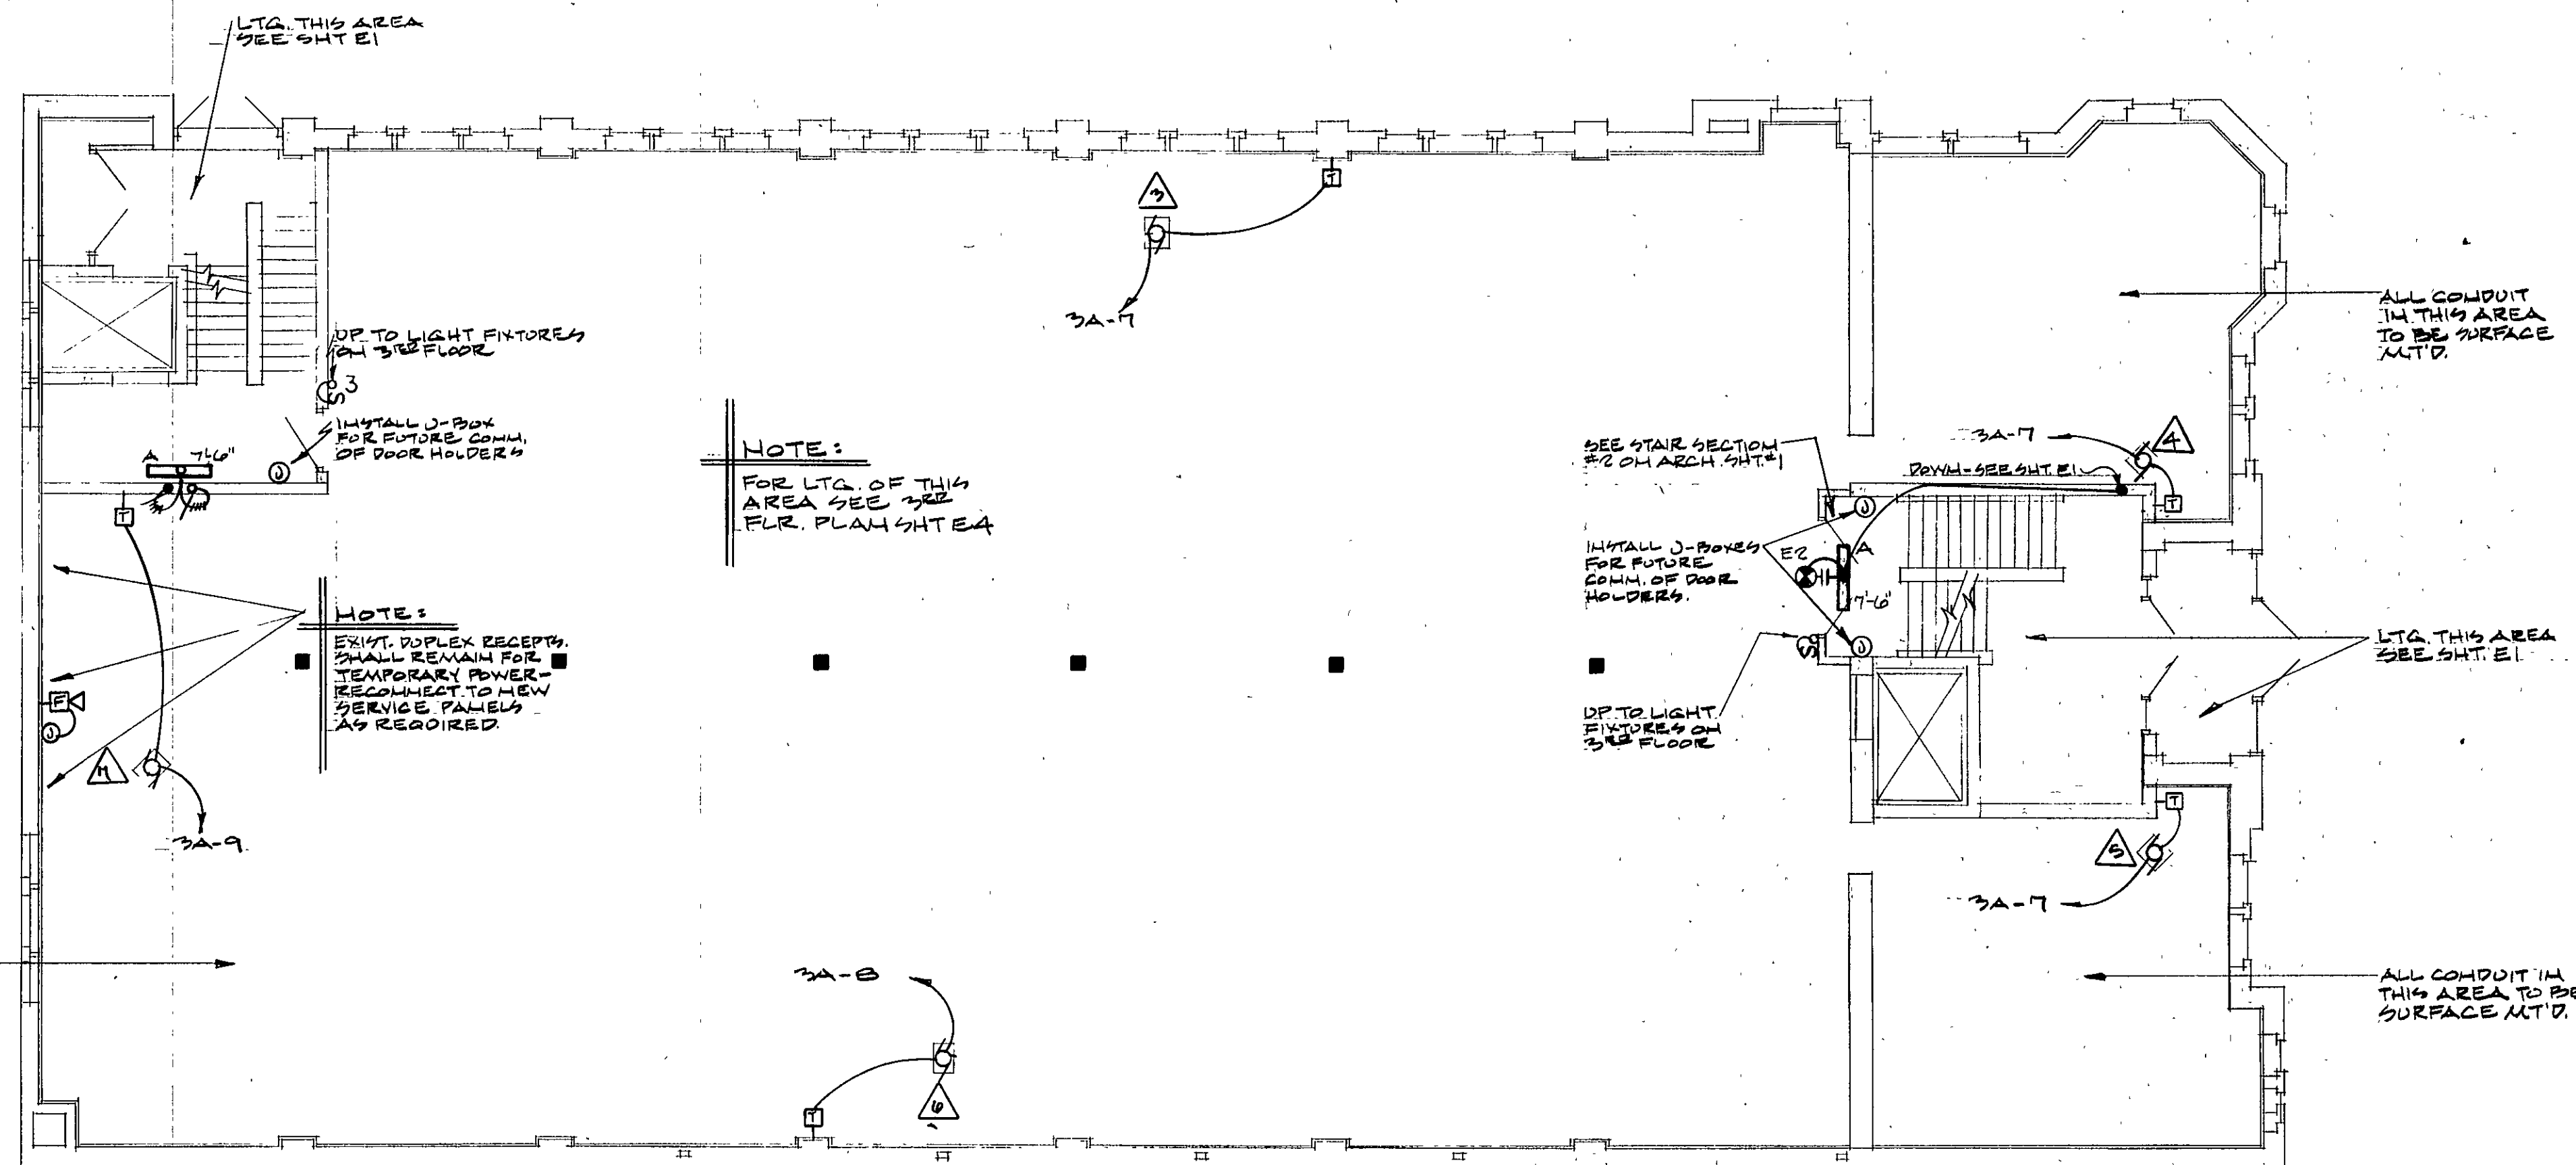 LTG. THIS AREA
SEE SHT E1
3
3A-7
UP TO LIGHT FIXTURES
ON 3RD FLOOR
S3
INSTALL J-BOX
FOR FUTURE CONN.
OF DOOR HOLDERS
A 7'-6"
J
T
T
NOTE:
FOR LTG. OF THIS
AREA SEE 3RD
FLR. PLAN SHT E4
NOTE:
EXIST. DUPLEX RECEPTS.
SHALL REMAIN FOR
TEMPORARY POWER-
RECONNECT TO NEW
SERVICE PANELS
AS REQUIRED.
F
J
7
3A-9
3A-8
6
T
SEE STAIR SECTION
#2 ON ARCH. SHT.#1
3A-7
4
DOWN-SEE SHT. E1
T
J
INSTALL J-BOXES
FOR FUTURE
CONN. OF DOOR
HOLDERS.
E2
A
7'-6"
J
UP TO LIGHT
FIXTURES ON
3RD FLOOR
T
5
3A-7
ALL CONDUIT
IN THIS AREA
TO BE SURFACE
MT'D.
LTG. THIS AREA
SEE SHT. E1
ALL CONDUIT IN
THIS AREA TO BE
SURFACE MT'D.